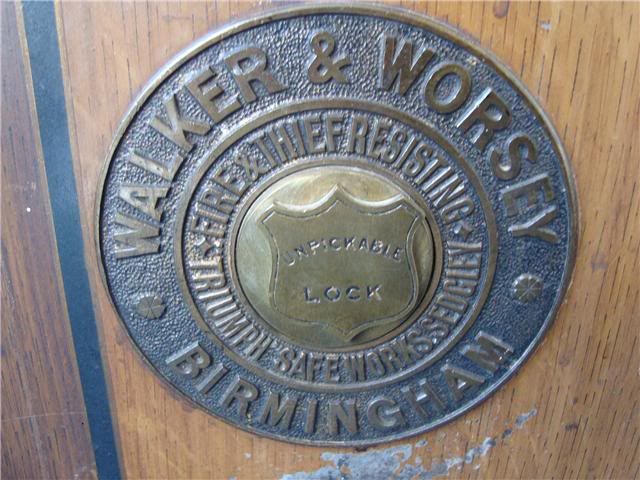 WALKER & WORSEY
BIRMINGHAM
FIRE & THIEF RESISTING
TRIUMPH SAFE WORKS SEDGLEY
UNPICKABLE
LOCK